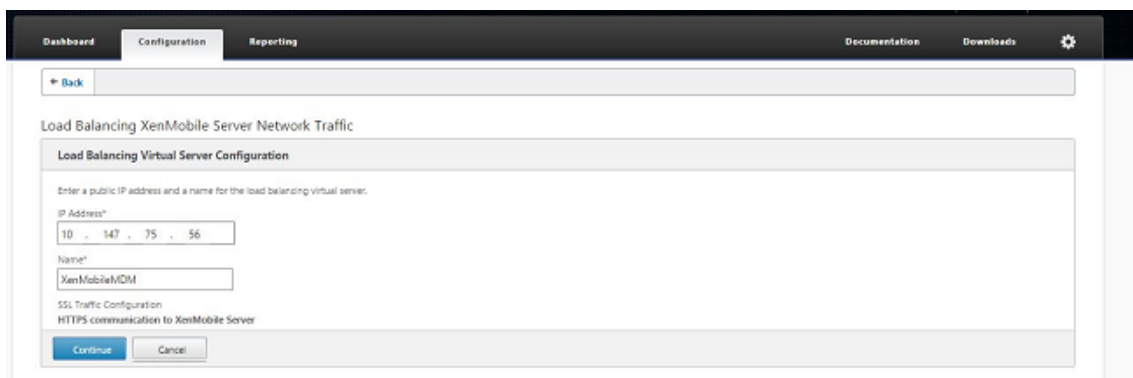 Dashboard Configuration Reporting Documentation Downloads
Back
Load Balancing XenMobile Server Network Traffic
Load Balancing Virtual Server Configuration
Enter a public IP address and a name for the load balancing virtual server.
IP Address*
10 . 147 . 75 . 56
Name*
XenMobileMDM
SSL Traffic Configuration
HTTPS communication to XenMobile Server
Continue Cancel